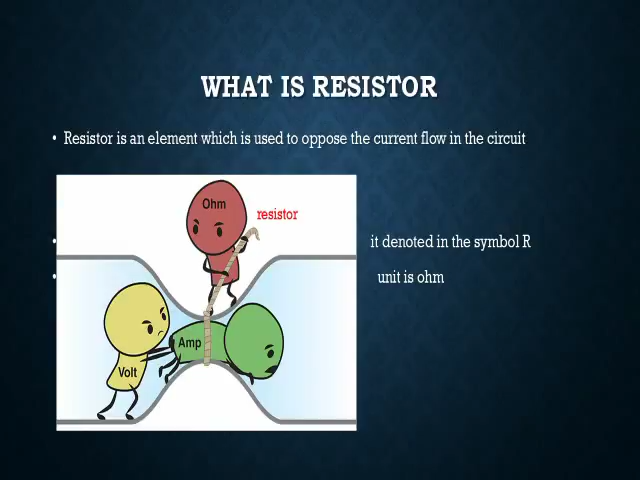 WHAT IS RESISTOR
• Resistor is an element which is used to oppose the current flow in the circuit
Ohm
resistor
• it denoted in the symbol R
• unit is ohm
Amp
Volt